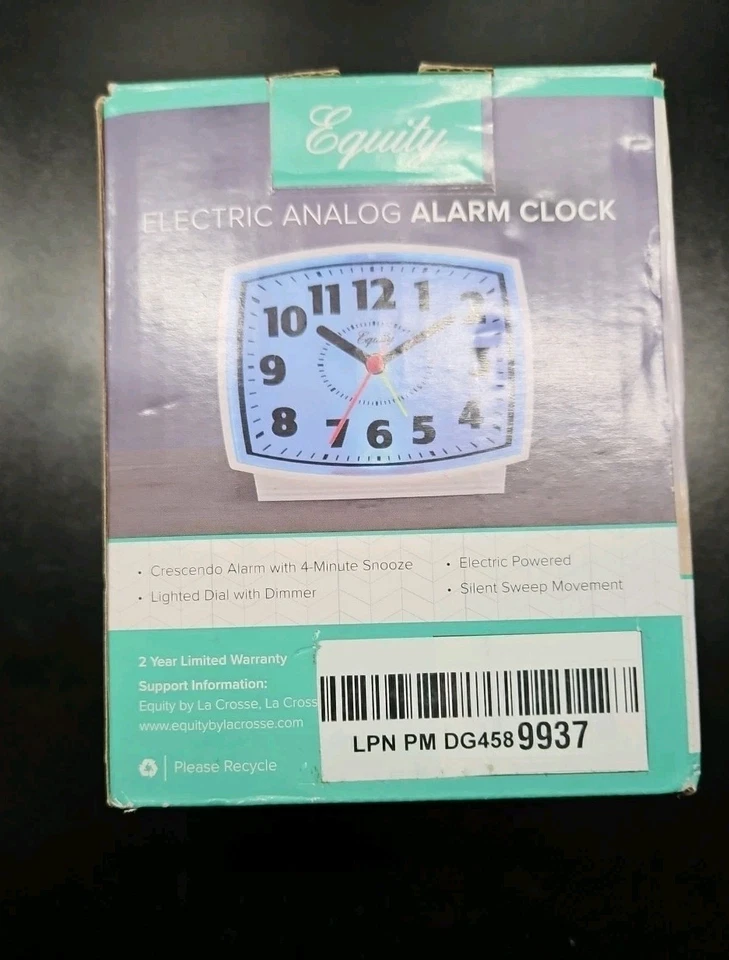 Equity
ELECTRIC ANALOG ALARM CLOCK
11 12 1
10 2
Equity
9
8 4
7 6 5
• Crescendo Alarm with 4-Minute Snooze
• Lighted Dial with Dimmer
• Electric Powered
• Silent Sweep Movement
2 Year Limited Warranty
Support Information:
Equity by La Crosse, La Cross
www.equitybylacrosse.com
Please Recycle
LPN PM DG4589937